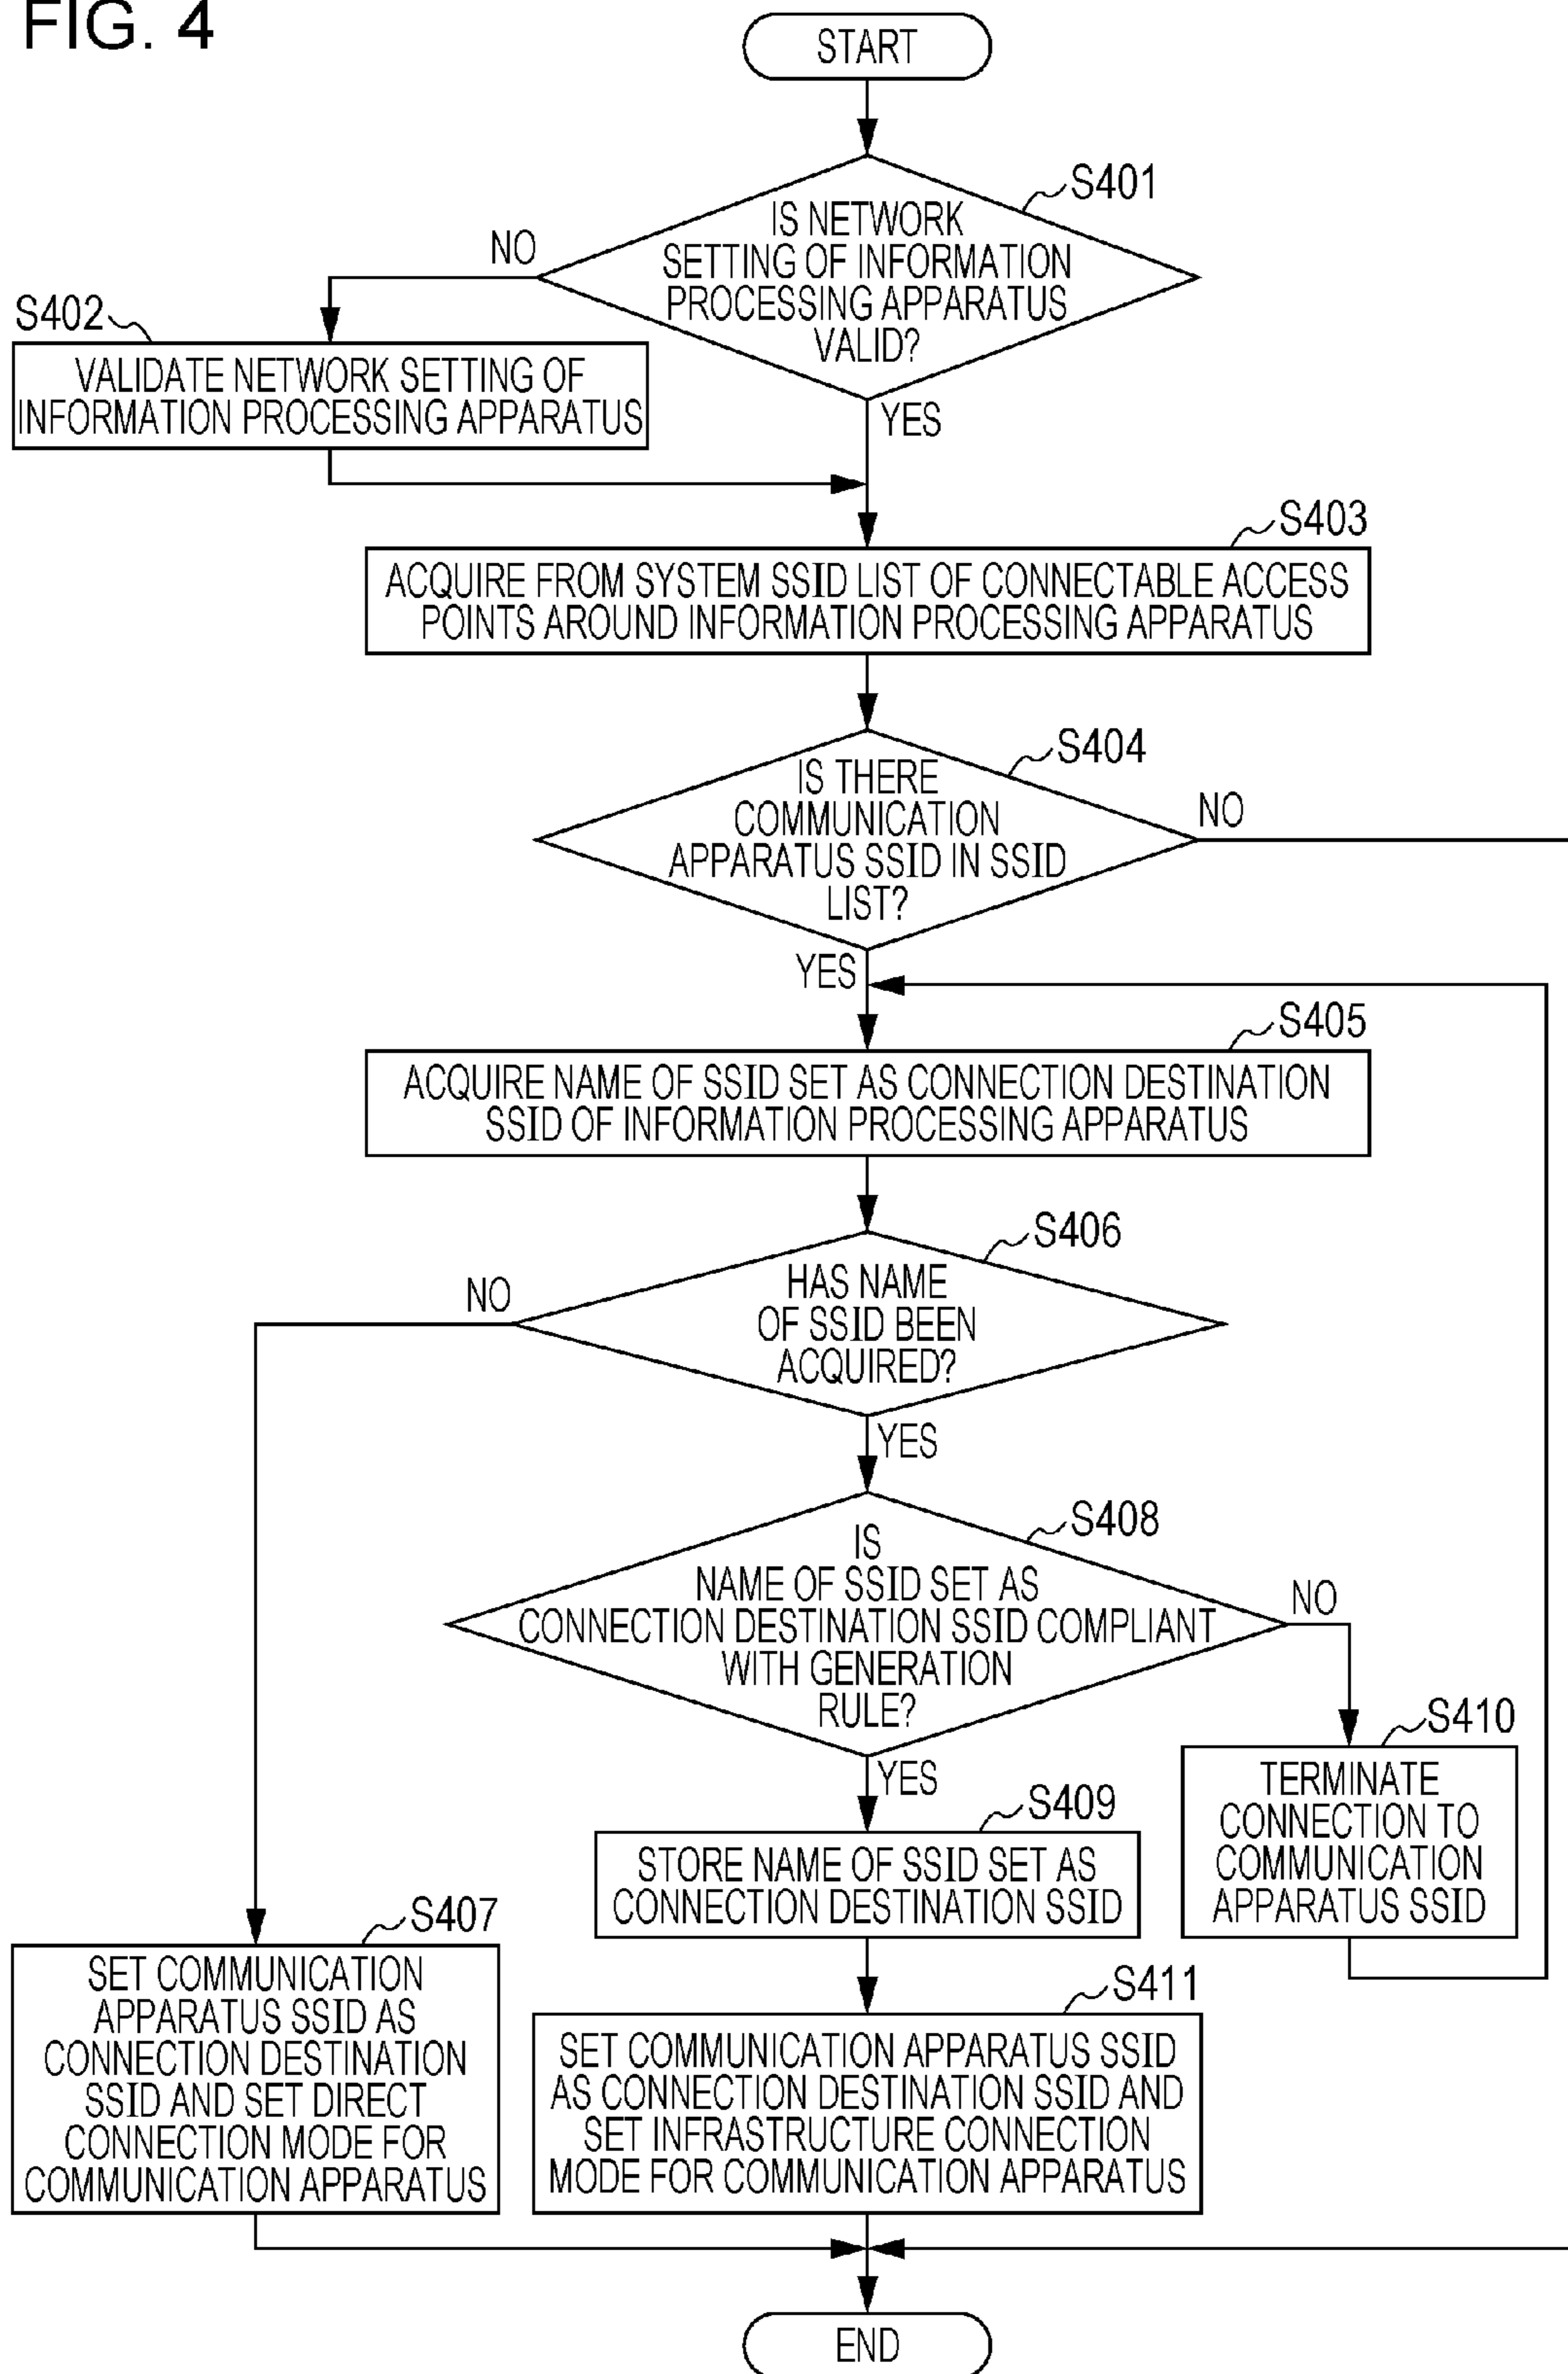 FIG. 4
START
S401
IS NETWORK
SETTING OF INFORMATION
PROCESSING APPARATUS
VALID?
NO
YES
S402
VALIDATE NETWORK SETTING OF
INFORMATION PROCESSING APPARATUS
S403
ACQUIRE FROM SYSTEM SSID LIST OF CONNECTABLE ACCESS
POINTS AROUND INFORMATION PROCESSING APPARATUS
S404
IS THERE
COMMUNICATION
APPARATUS SSID IN SSID
LIST?
NO
YES
S405
ACQUIRE NAME OF SSID SET AS CONNECTION DESTINATION
SSID OF INFORMATION PROCESSING APPARATUS
S406
HAS NAME
OF SSID BEEN
ACQUIRED?
NO
YES
S408
IS
NAME OF SSID SET AS
CONNECTION DESTINATION SSID COMPLIANT
WITH GENERATION
RULE?
NO
YES
S410
TERMINATE
CONNECTION TO
COMMUNICATION
APPARATUS SSID
S409
STORE NAME OF SSID SET AS
CONNECTION DESTINATION SSID
S407
SET COMMUNICATION
APPARATUS SSID AS
CONNECTION DESTINATION
SSID AND SET DIRECT
CONNECTION MODE FOR
COMMUNICATION APPARATUS
S411
SET COMMUNICATION APPARATUS SSID
AS CONNECTION DESTINATION SSID AND
SET INFRASTRUCTURE CONNECTION
MODE FOR COMMUNICATION APPARATUS
END